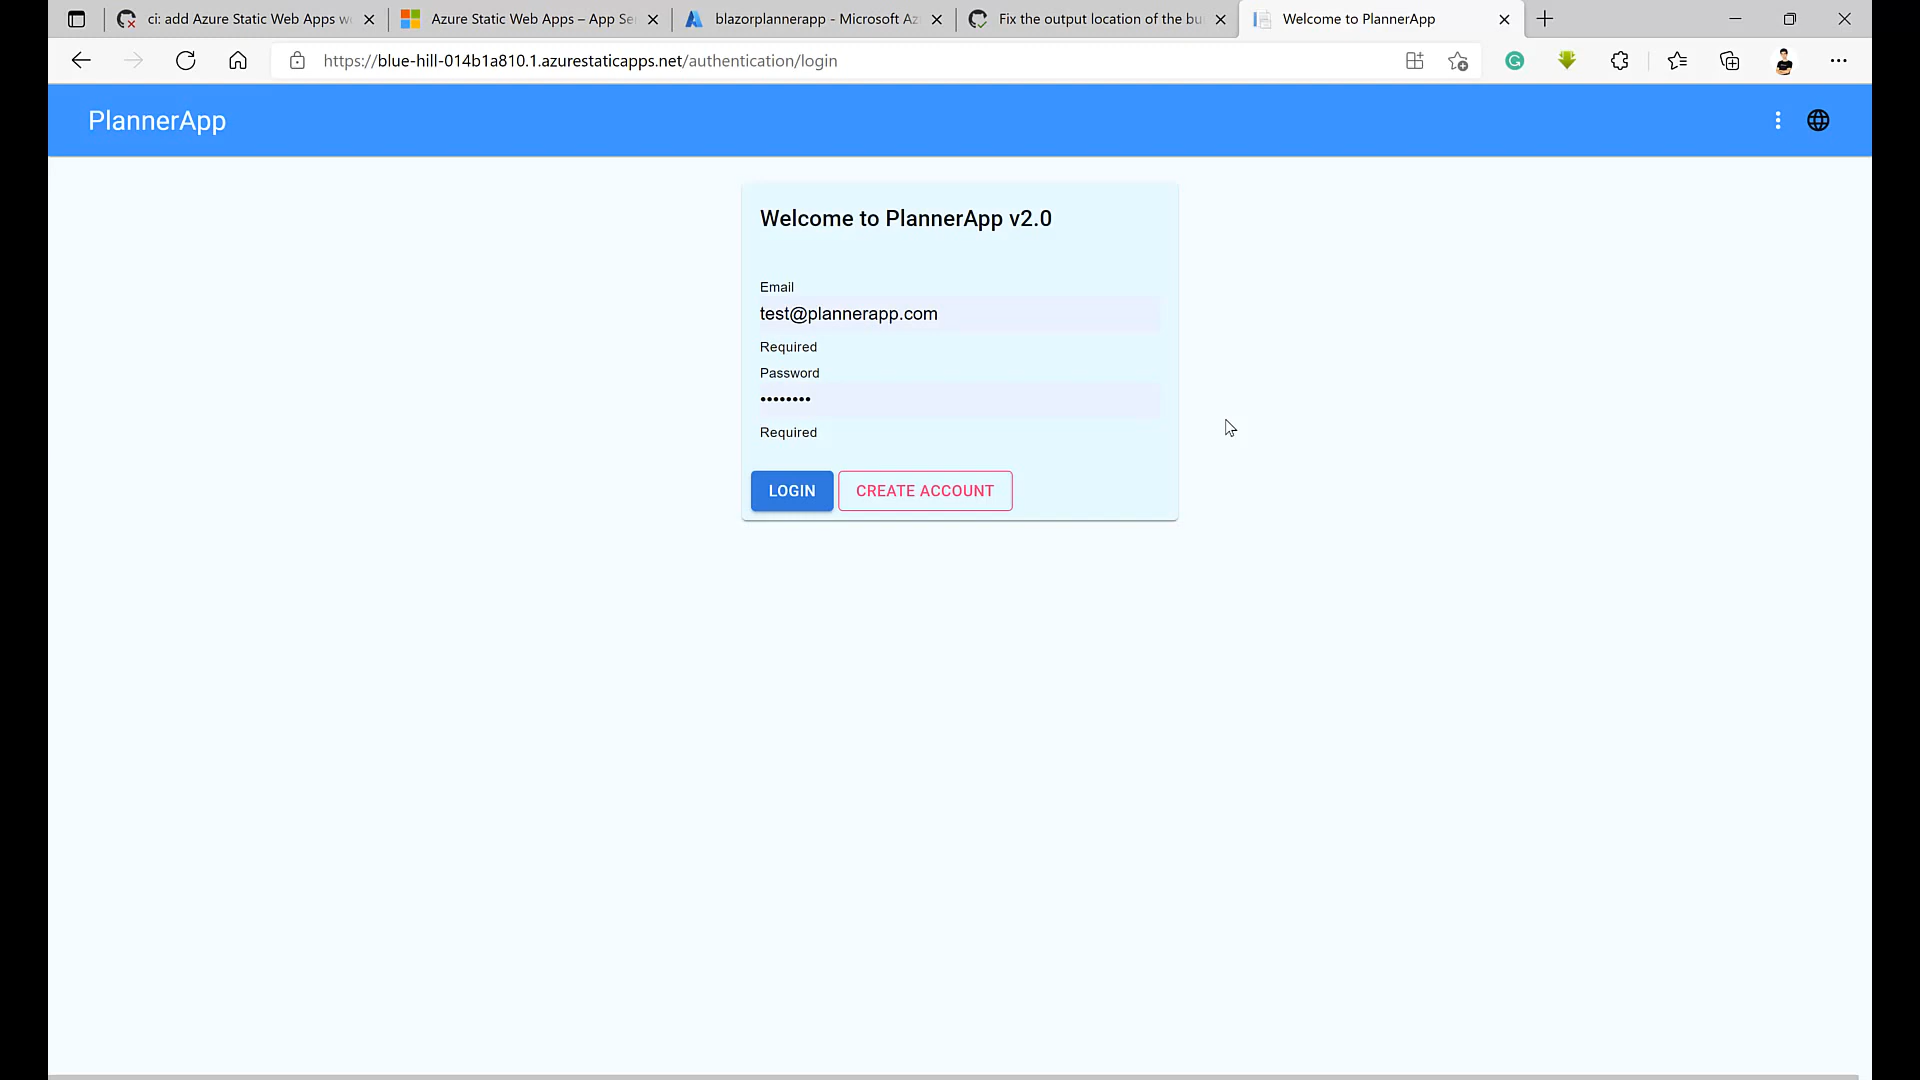 ci: add Azure Static Web Apps w
Azure Static Web Apps – App Se
blazorplannerapp - Microsoft Az
Fix the output location of the bu
Welcome to PlannerApp
https://blue-hill-014b1a810.1.azurestaticapps.net/authentication/login
PlannerApp
Welcome to PlannerApp v2.0
Email
test@plannerapp.com
Required
Password
••••••••
Required
LOGIN
CREATE ACCOUNT